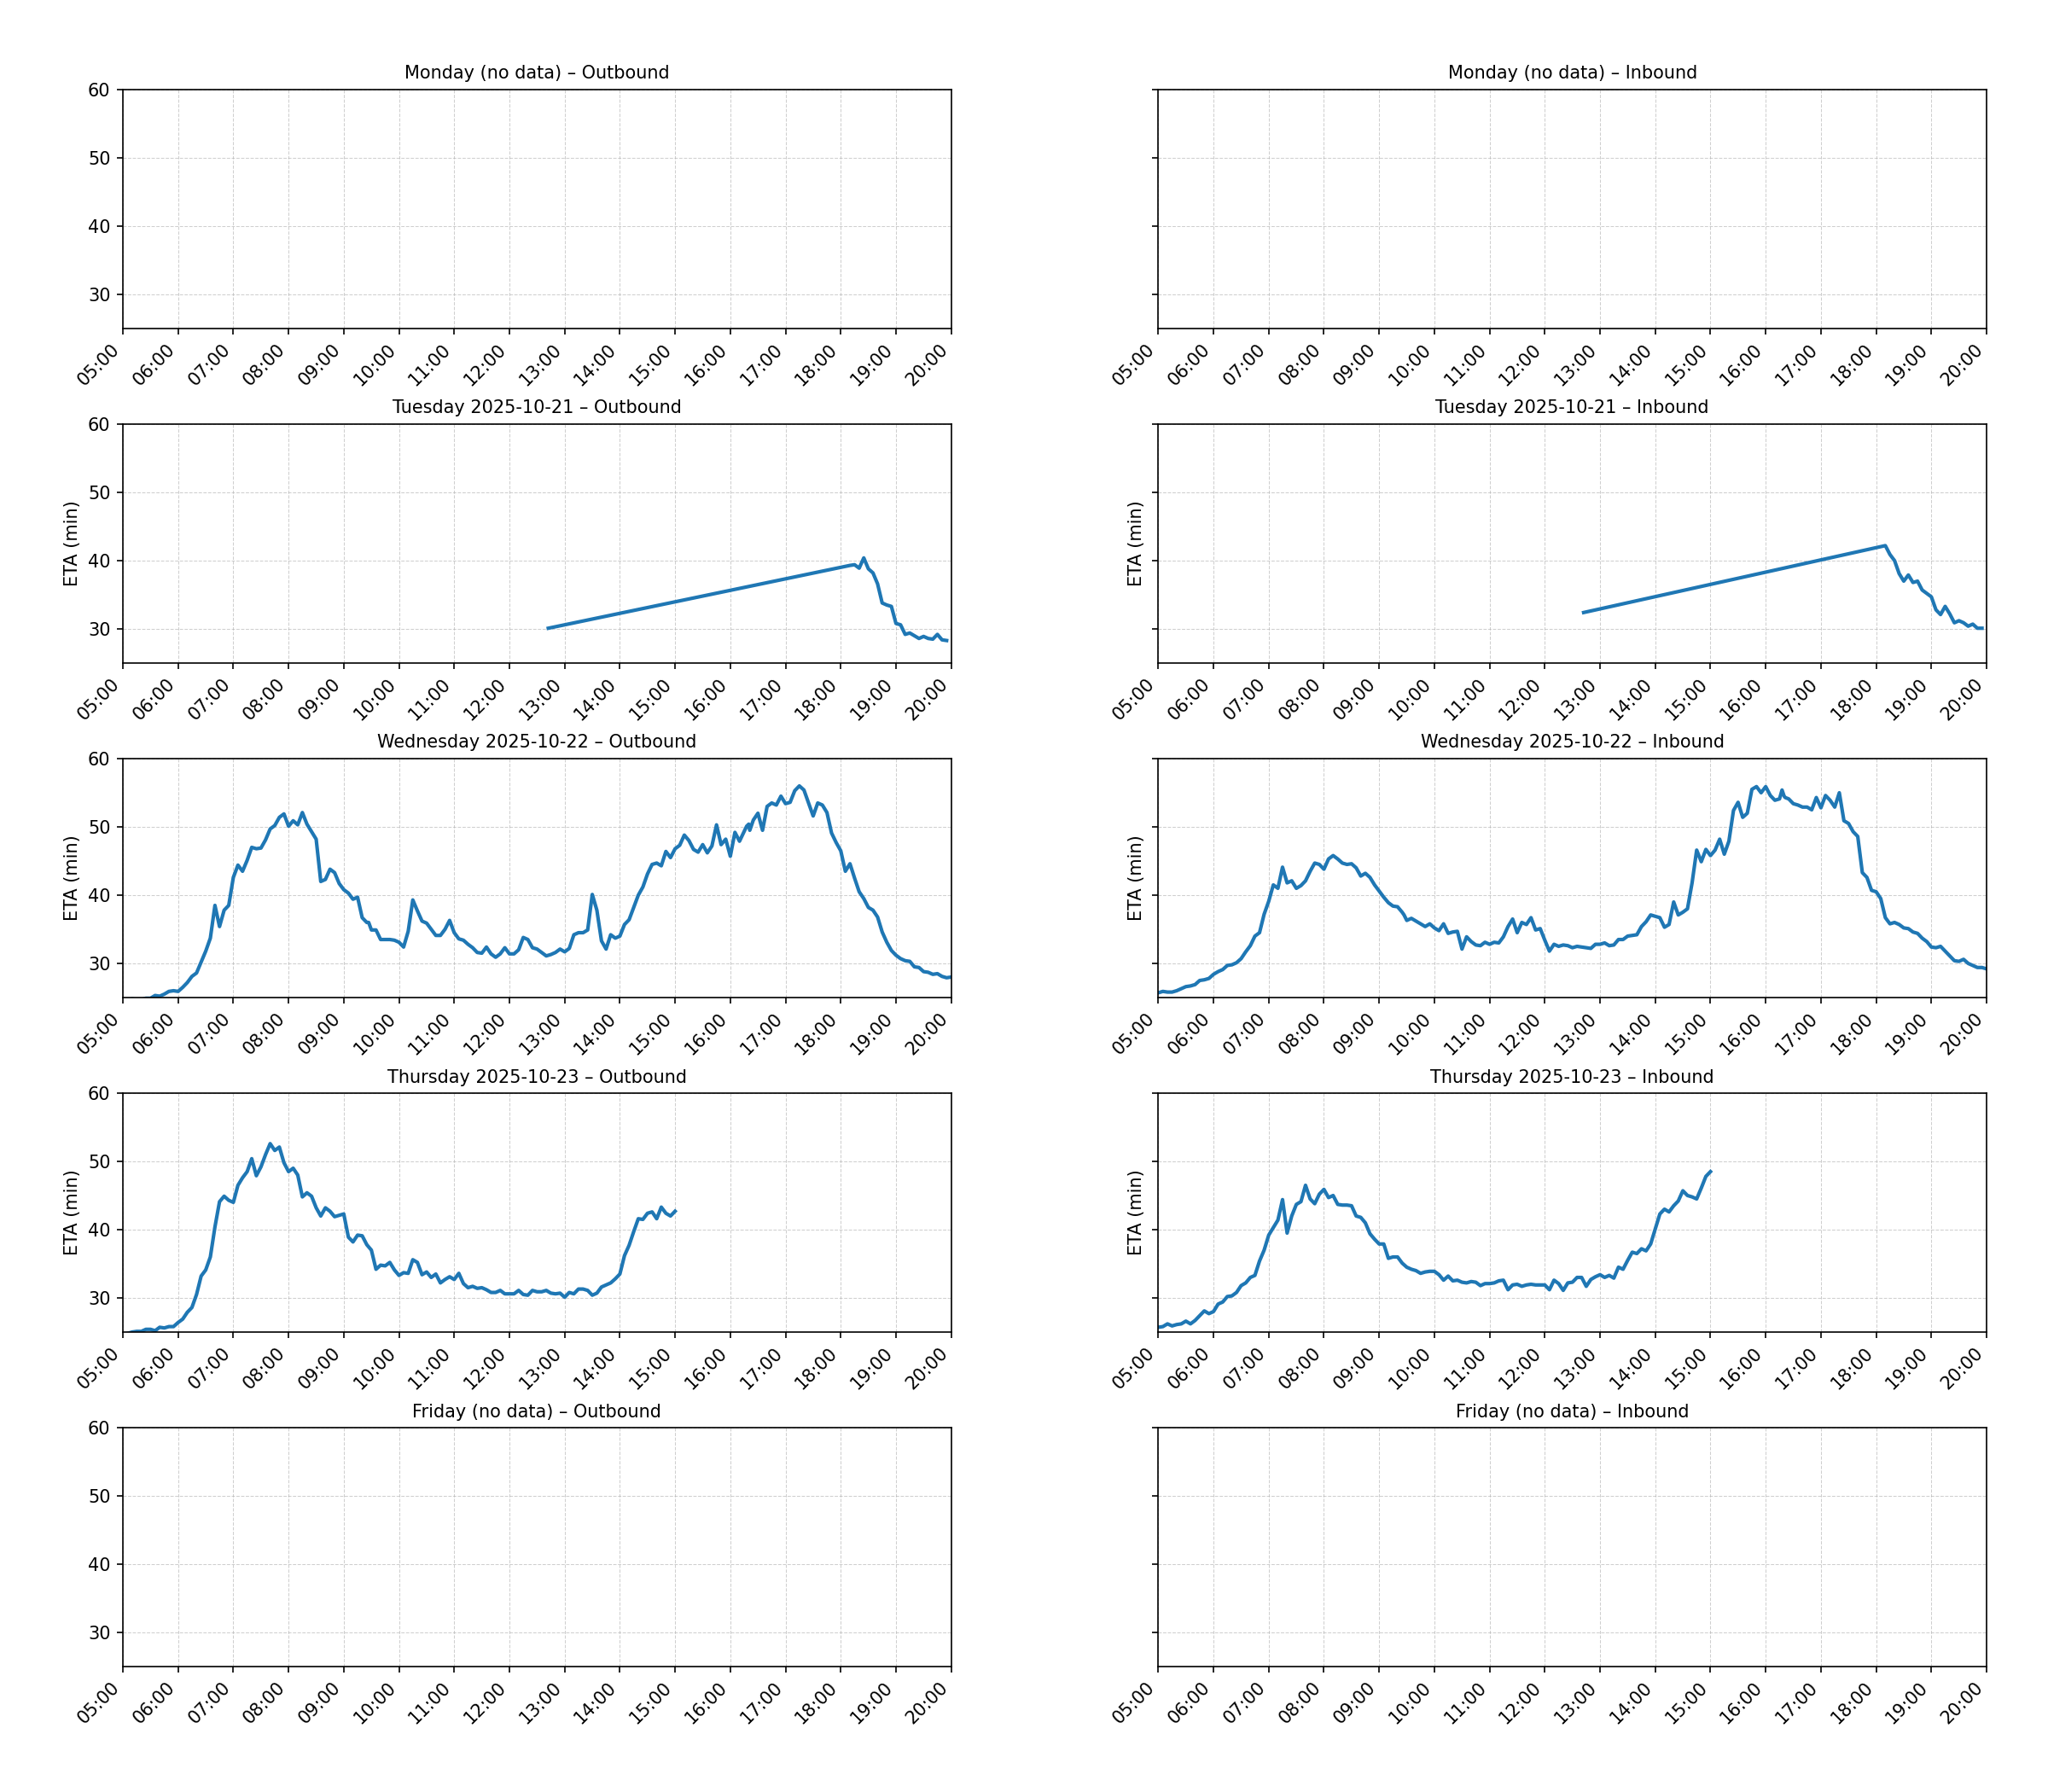 Monday (no data) – Outbound
60
50
40
30
05:00 06:00 07:00 08:00 09:00 10:00 11:00 12:00 13:00 14:00 15:00 16:00 17:00 18:00 19:00 20:00
Monday (no data) – Inbound
05:00 06:00 07:00 08:00 09:00 10:00 11:00 12:00 13:00 14:00 15:00 16:00 17:00 18:00 19:00 20:00
Tuesday 2025-10-21 – Outbound
ETA (min)
60
50
40
30
05:00 06:00 07:00 08:00 09:00 10:00 11:00 12:00 13:00 14:00 15:00 16:00 17:00 18:00 19:00 20:00
Tuesday 2025-10-21 – Inbound
ETA (min)
05:00 06:00 07:00 08:00 09:00 10:00 11:00 12:00 13:00 14:00 15:00 16:00 17:00 18:00 19:00 20:00
Wednesday 2025-10-22 – Outbound
ETA (min)
60
50
40
30
05:00 06:00 07:00 08:00 09:00 10:00 11:00 12:00 13:00 14:00 15:00 16:00 17:00 18:00 19:00 20:00
Wednesday 2025-10-22 – Inbound
ETA (min)
05:00 06:00 07:00 08:00 09:00 10:00 11:00 12:00 13:00 14:00 15:00 16:00 17:00 18:00 19:00 20:00
Thursday 2025-10-23 – Outbound
ETA (min)
60
50
40
30
05:00 06:00 07:00 08:00 09:00 10:00 11:00 12:00 13:00 14:00 15:00 16:00 17:00 18:00 19:00 20:00
Thursday 2025-10-23 – Inbound
ETA (min)
05:00 06:00 07:00 08:00 09:00 10:00 11:00 12:00 13:00 14:00 15:00 16:00 17:00 18:00 19:00 20:00
Friday (no data) – Outbound
60
50
40
30
05:00 06:00 07:00 08:00 09:00 10:00 11:00 12:00 13:00 14:00 15:00 16:00 17:00 18:00 19:00 20:00
Friday (no data) – Inbound
05:00 06:00 07:00 08:00 09:00 10:00 11:00 12:00 13:00 14:00 15:00 16:00 17:00 18:00 19:00 20:00